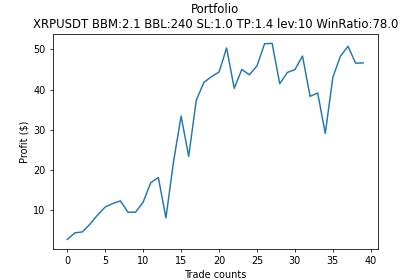 Portfolio
XRPUSDT BBM:2.1 BBL:240 SL:1.0 TP:1.4 lev:10 WinRatio:78.0
50
40
30
20
10
Profit ($)
0 5 10 15 20 25 30 35 40
Trade counts